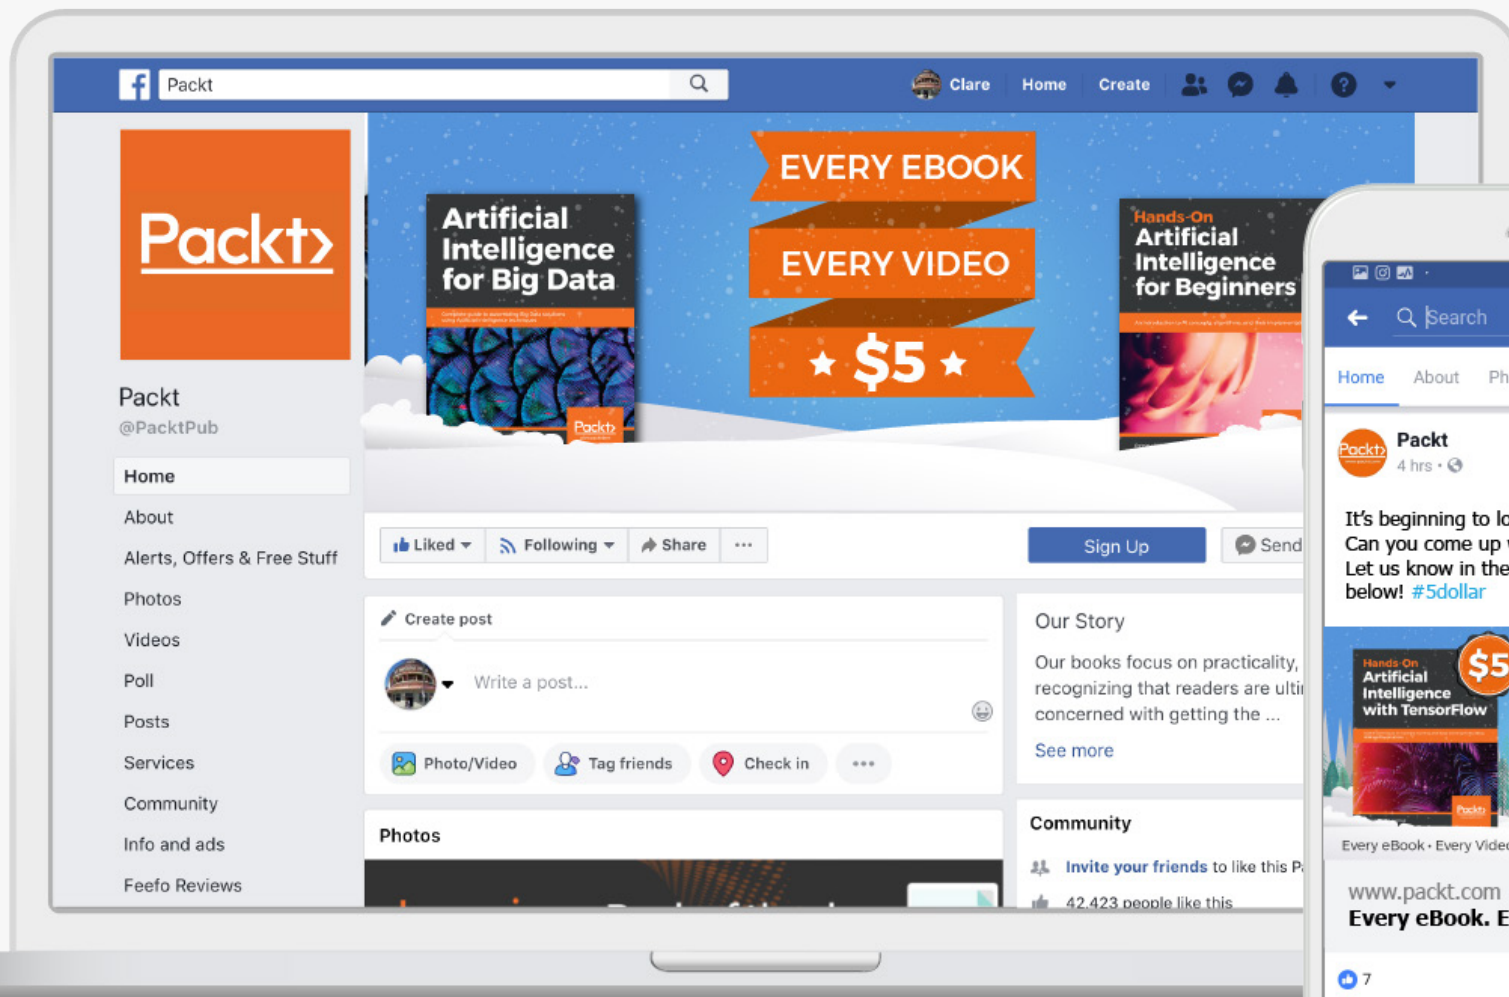 Packt
Clare
Home
Create
Packt
Packt
@PacktPub
Home
About
Alerts, Offers & Free Stuff
Photos
Videos
Poll
Posts
Services
Community
Info and ads
Feefo Reviews
Artificial
Intelligence
for Big Data
Packt
EVERY EBOOK
EVERY VIDEO
$5
Hands-On
Artificial
Intelligence
for Beginners
Liked
Following
Share
Sign Up
Send
Create post
Write a post...
Photo/Video
Tag friends
Check in
Photos
Our Story
Our books focus on practicality,
recognizing that readers are ulti
concerned with getting the ...
See more
Community
Invite your friends to like this P
42,423 people like this
Search
Home
About
Ph
Packt
Packt
4 hrs
It's beginning to lo
Can you come up
Let us know in the
below! #5dollar
Hands-On
Artificial
Intelligence
with TensorFlow
$5
Packt
Every eBook • Every Video
www.packt.com
Every eBook. E
7